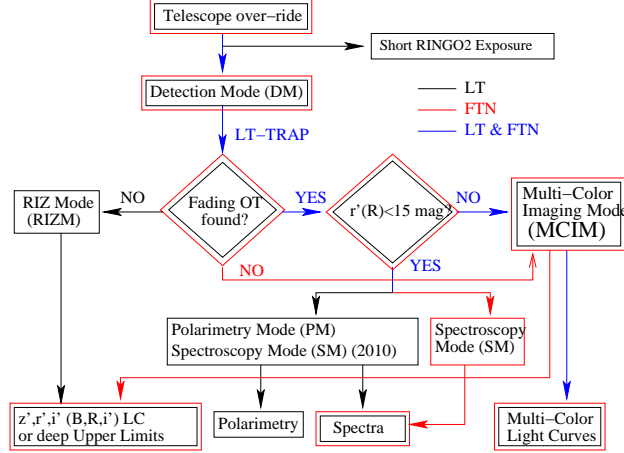 Telescope over-ride
Short RINGO2 Exposure
Detection Mode (DM)
LT
FTN
LT & FTN
LT-TRAP
NO
YES
NO
RIZ Mode
(RIZM)
Fading OT
found?
r'(R)<15 mag?
Multi-Color
Imaging Mode
(MCIM)
NO
YES
Polarimetry Mode (PM)
Spectroscopy Mode (SM) (2010)
Spectroscopy
Mode (SM)
z',r',i' (B,R,i') LC
or deep Upper Limits
Polarimetry
Spectra
Multi-Color
Light Curves